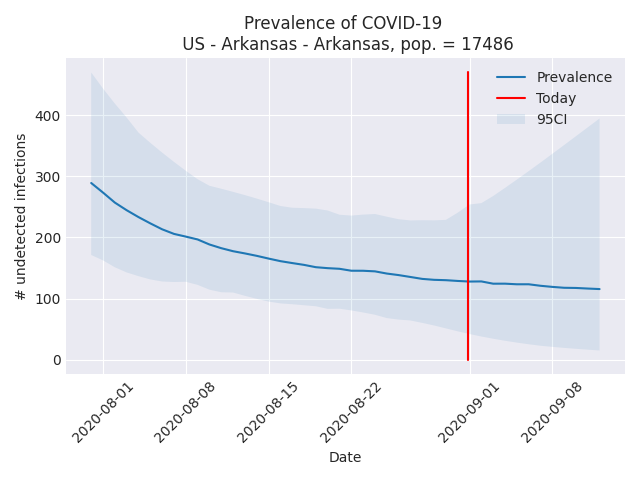 Prevalence of COVID-19
US - Arkansas - Arkansas, pop. = 17486
Prevalence
Today
95CI
# undetected infections
400
300
200
100
0
2020-08-01
2020-08-08
2020-08-15
2020-08-22
2020-09-01
2020-09-08
Date